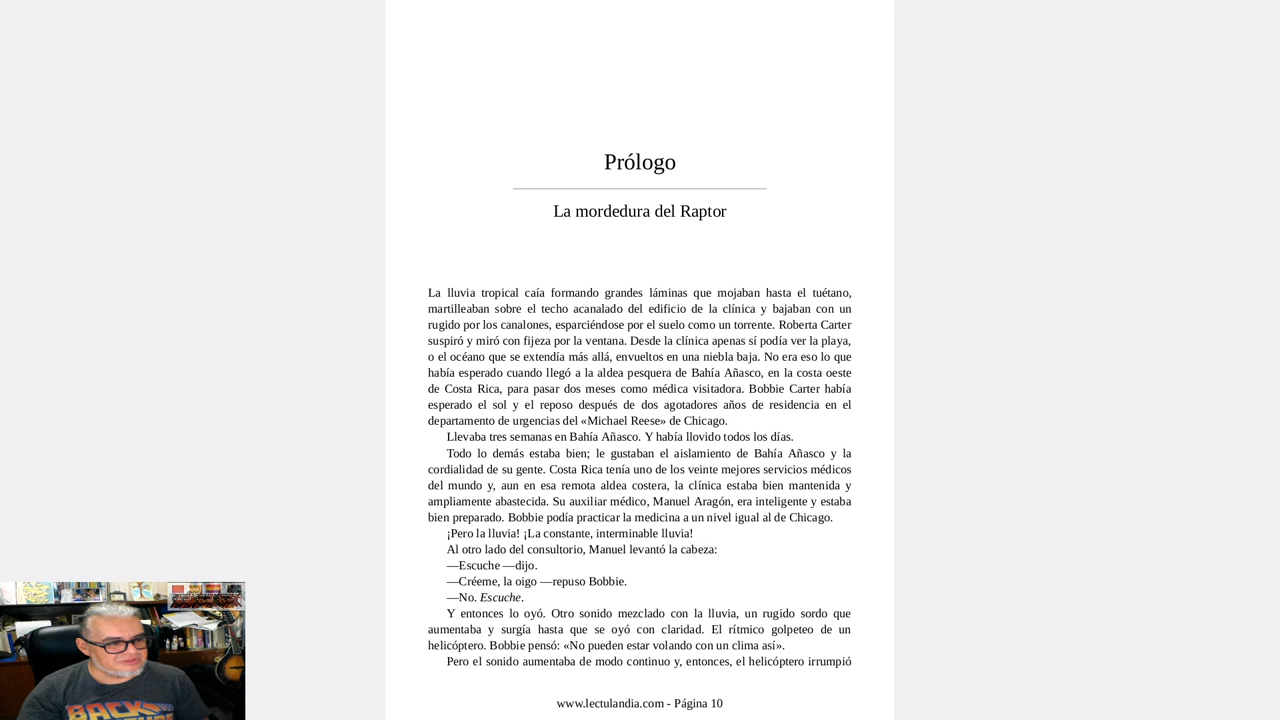 Prólogo
La mordedura del Raptor
La lluvia tropical caía formando grandes láminas que mojaban hasta el tuétano,
martilleaban sobre el techo acanalado del edificio de la clínica y bajaban con un
rugido por los canalones, esparciéndose por el suelo como un torrente. Roberta Carter
suspiró y miró con fijeza por la ventana. Desde la clínica apenas sí podía ver la playa,
o el océano que se extendía más allá, envueltos en una niebla baja. No era eso lo que
había esperado cuando llegó a la aldea pesquera de Bahía Añasco, en la costa oeste
de Costa Rica, para pasar dos meses como médica visitadora. Bobbie Carter había
esperado el sol y el reposo después de dos agotadores años de residencia en el
departamento de urgencias del «Michael Reese» de Chicago.
Llevaba tres semanas en Bahía Añasco. Y había llovido todos los días.
Todo lo demás estaba bien; le gustaban el aislamiento de Bahía Añasco y la
cordialidad de su gente. Costa Rica tenía uno de los veinte mejores servicios médicos
del mundo y, aun en esa remota aldea costera, la clínica estaba bien mantenida y
ampliamente abastecida. Su auxiliar médico, Manuel Aragón, era inteligente y estaba
bien preparado. Bobbie podía practicar la medicina a un nivel igual al de Chicago.
¡Pero la lluvia! ¡La constante, interminable lluvia!
Al otro lado del consultorio, Manuel levantó la cabeza:
—Escuche —dijo.
—Créeme, la oigo —repuso Bobbie.
—No. Escuche.
Y entonces lo oyó. Otro sonido mezclado con la lluvia, un rugido sordo que
aumentaba y surgía hasta que se oyó con claridad. El rítmico golpeteo de un
helicóptero. Bobbie pensó: «No pueden estar volando con un clima así».
Pero el sonido aumentaba de modo continuo y, entonces, el helicóptero irrumpió
www.lectulandia.com - Página 10
BACK